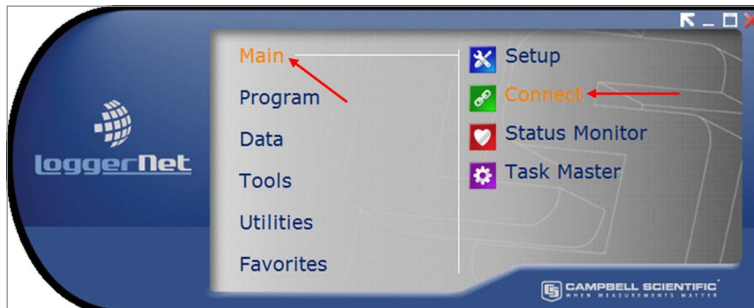 Main
Program
Data
Tools
Utilities
Favorites
Setup
Connect
Status Monitor
Task Master
LoggerNet
CAMPBELL SCIENTIFIC
WHEN MEASUREMENTS MATTER